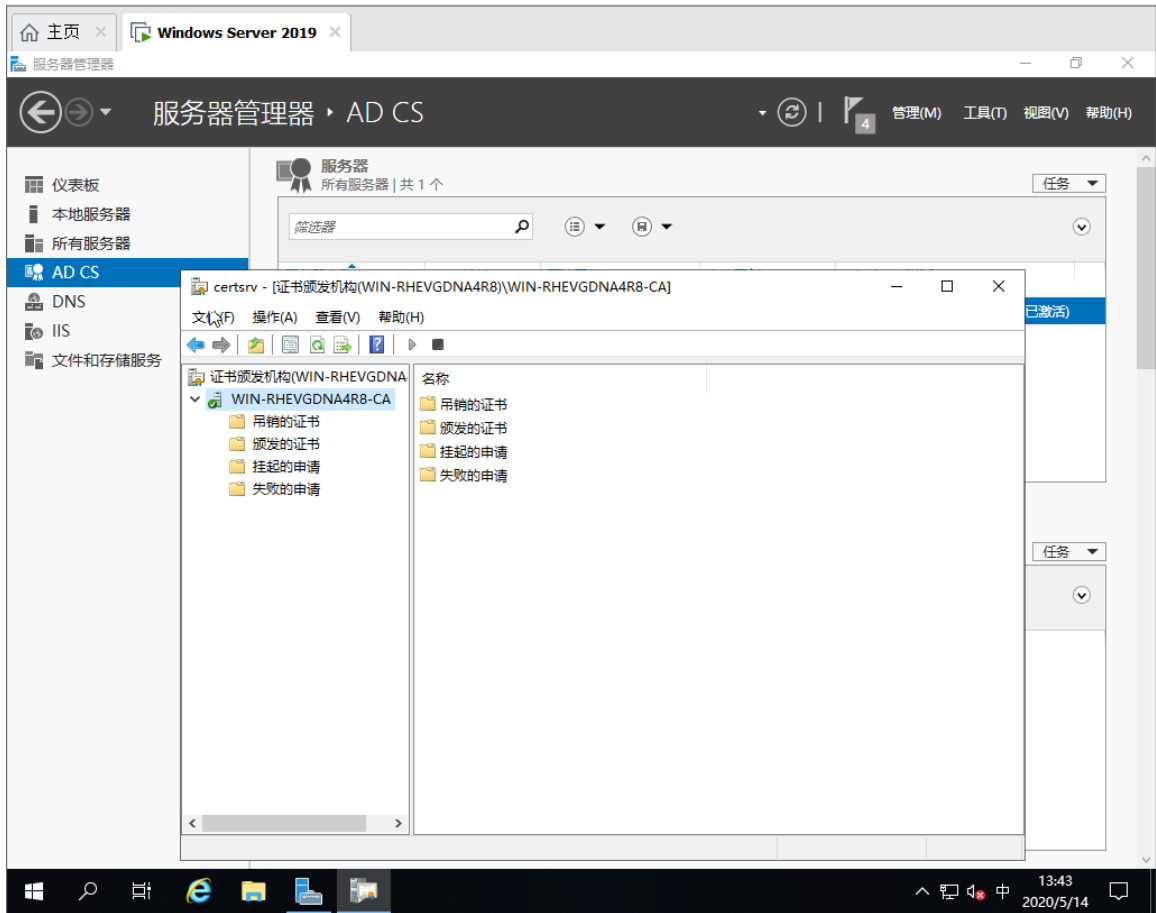 主页
Windows Server 2019
服务器管理器
服务器管理器 ‣ AD CS
4
管理(M) 工具(T) 视图(V) 帮助(H)
仪表板
本地服务器
所有服务器
AD CS
DNS
IIS
文件和存储服务
服务器
所有服务器 | 共 1 个
任务
筛选器
已激活)
certsrv - [证书颁发机构(WIN-RHEVGDNA4R8)\WIN-RHEVGDNA4R8-CA]
文件(F) 操作(A) 查看(V) 帮助(H)
证书颁发机构(WIN-RHEVGDNA
WIN-RHEVGDNA4R8-CA
吊销的证书
颁发的证书
挂起的申请
失败的申请
名称
吊销的证书
颁发的证书
挂起的申请
失败的申请
任务
中
13:43
2020/5/14